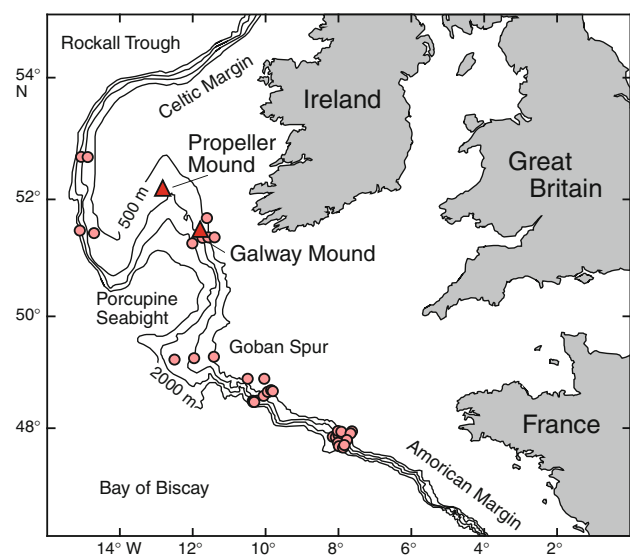 Rockall Trough
54°
N
Celtic Margin
Ireland
Propeller
Mound
Great
Britain
52°
500 m
Galway Mound
Porcupine
Seabight
50°
Goban Spur
2000 m
48°
France
Amorican Margin
Bay of Biscay
14° W
12°
10°
8°
6°
4°
2°